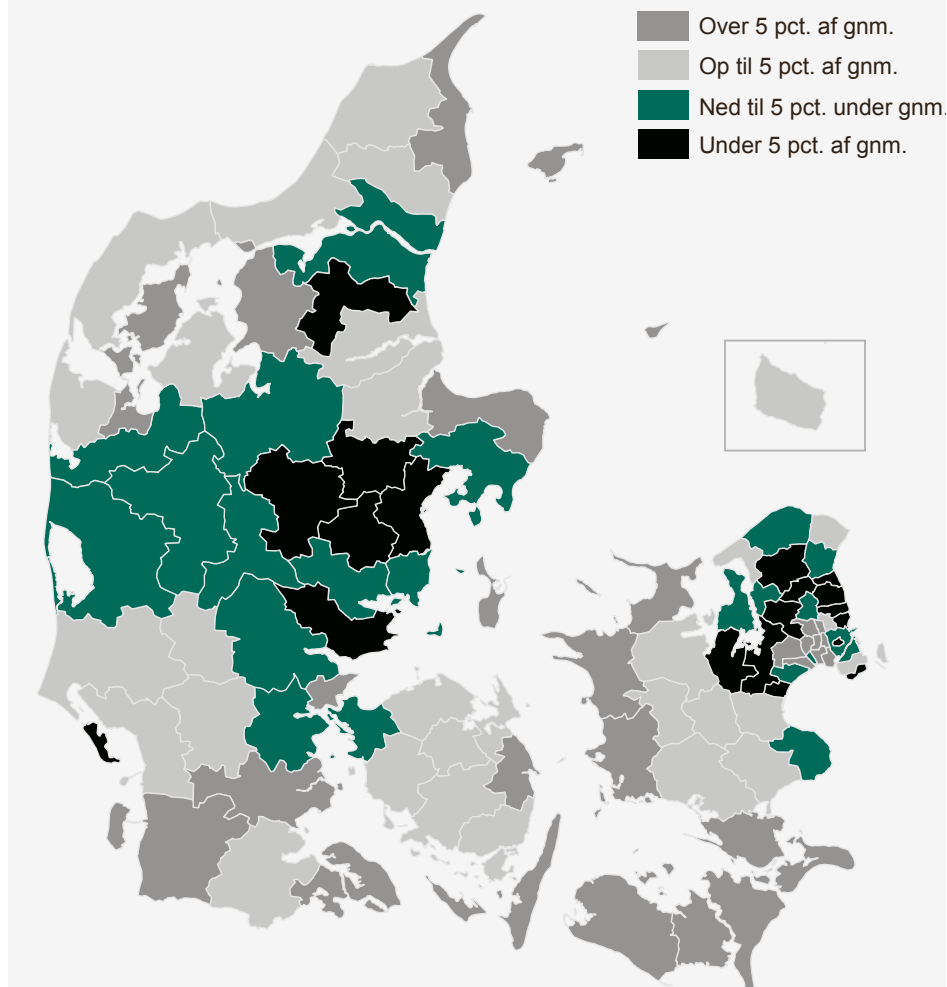 Over 5 pct. af gnm.
Op til 5 pct. af gnm.
Ned til 5 pct. under gnm.
Under 5 pct. af gnm.